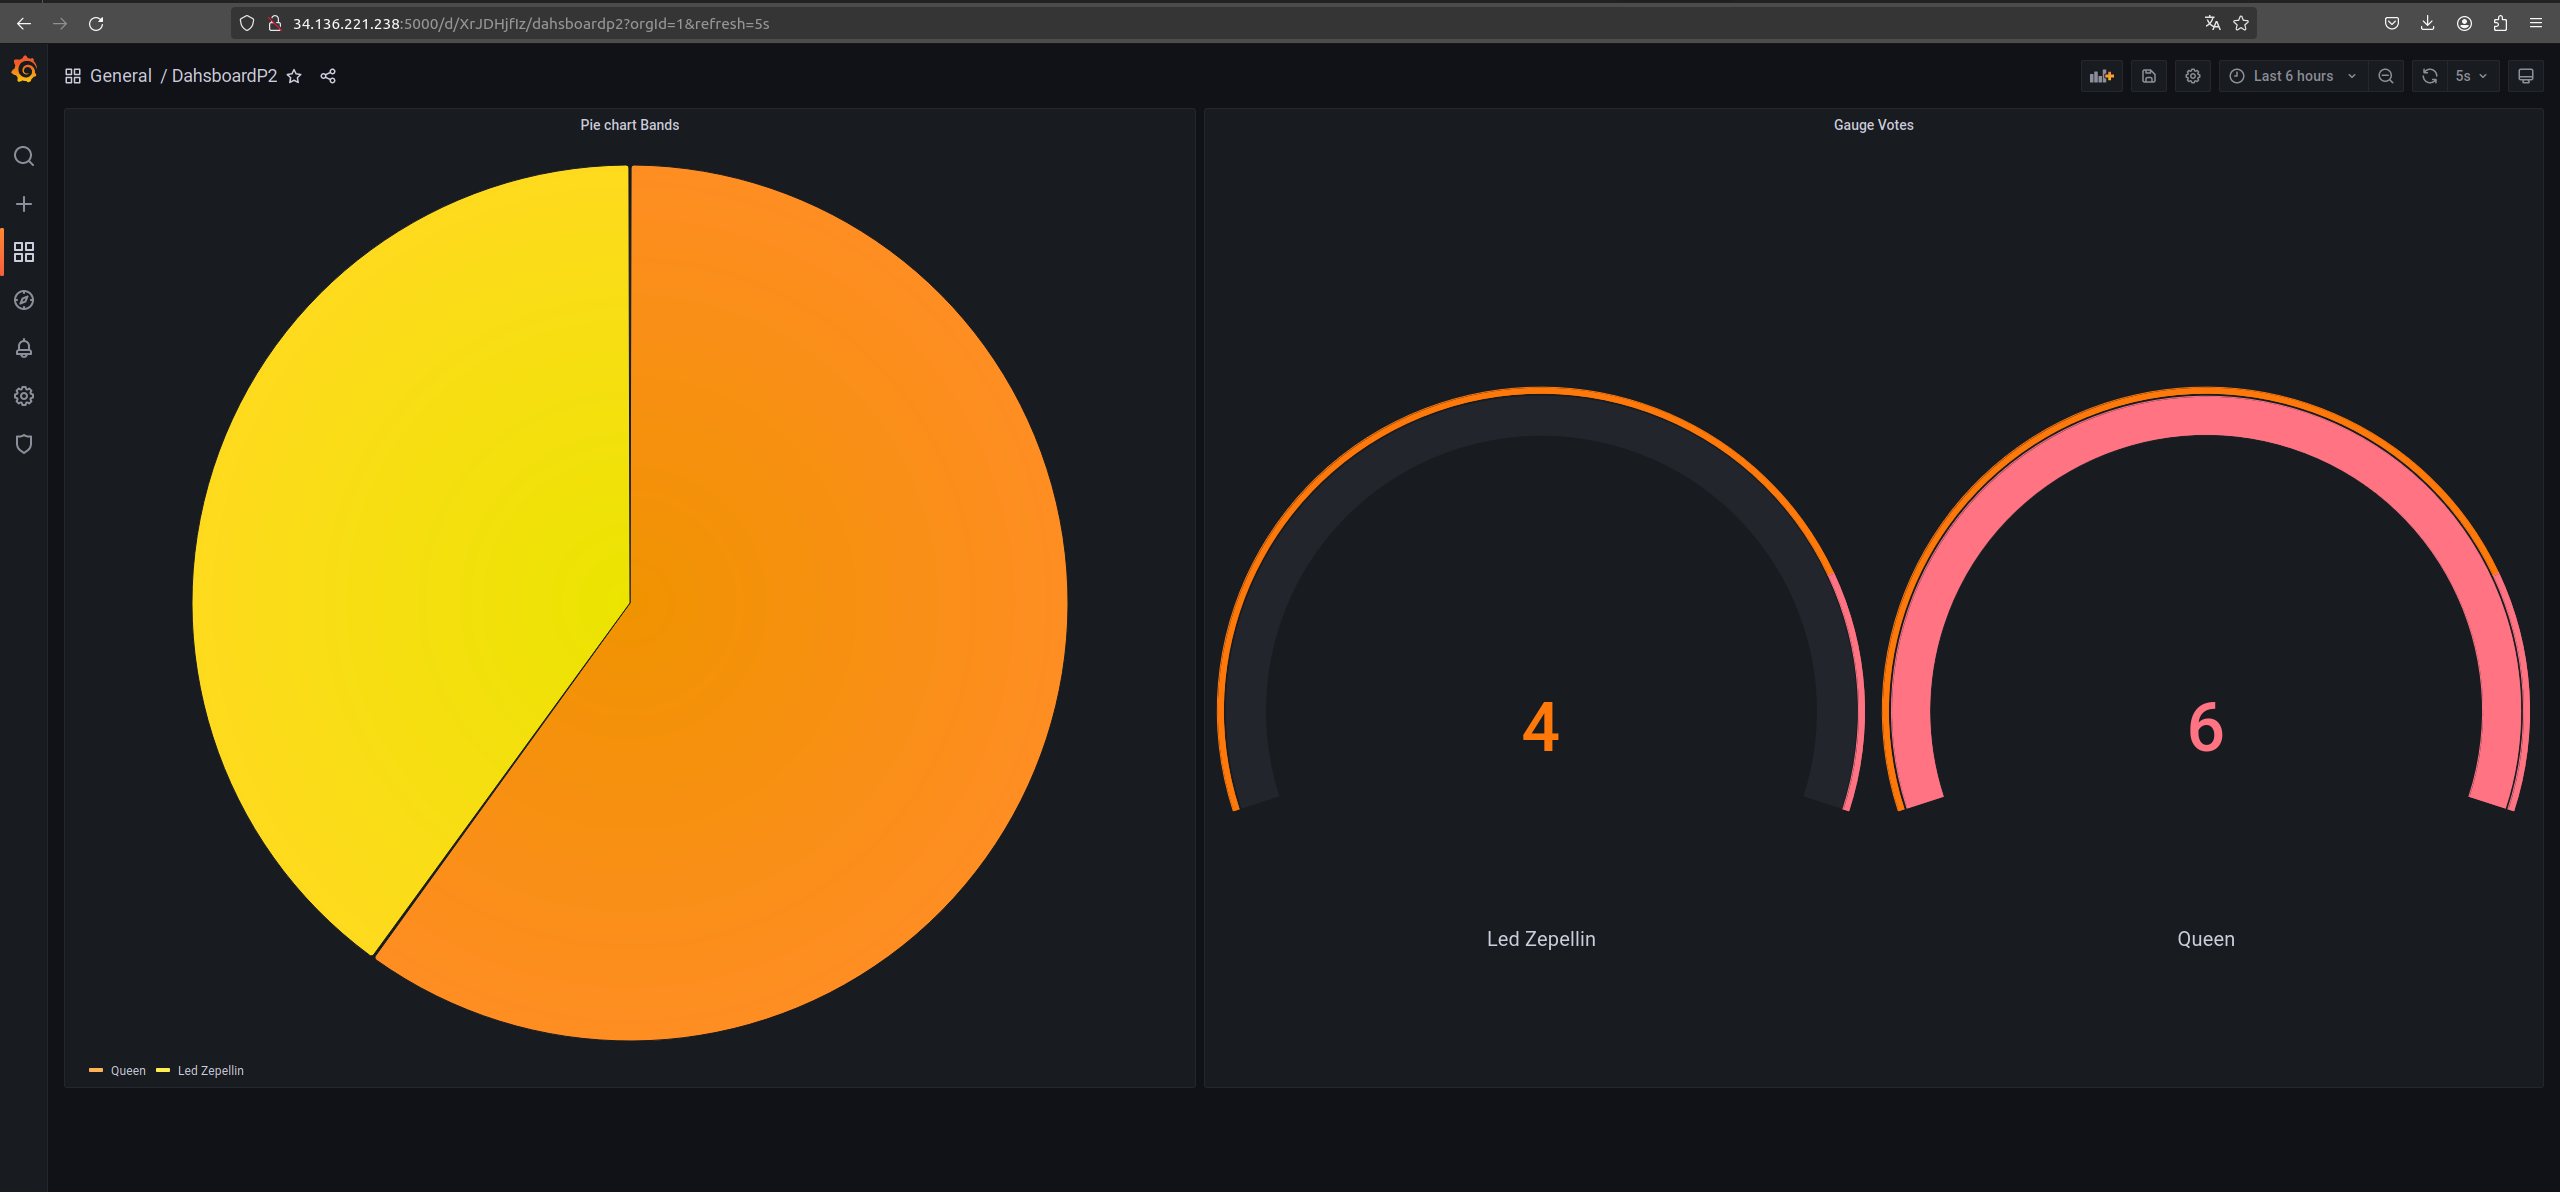 34.136.221.238:5000/d/XrJDHjfIz/dahsboardp2?orgId=1&refresh=5s
General / DahsboardP2
Last 6 hours
5s
Pie chart Bands
Gauge Votes
4
6
Led Zepellin
Queen
Queen
Led Zepellin